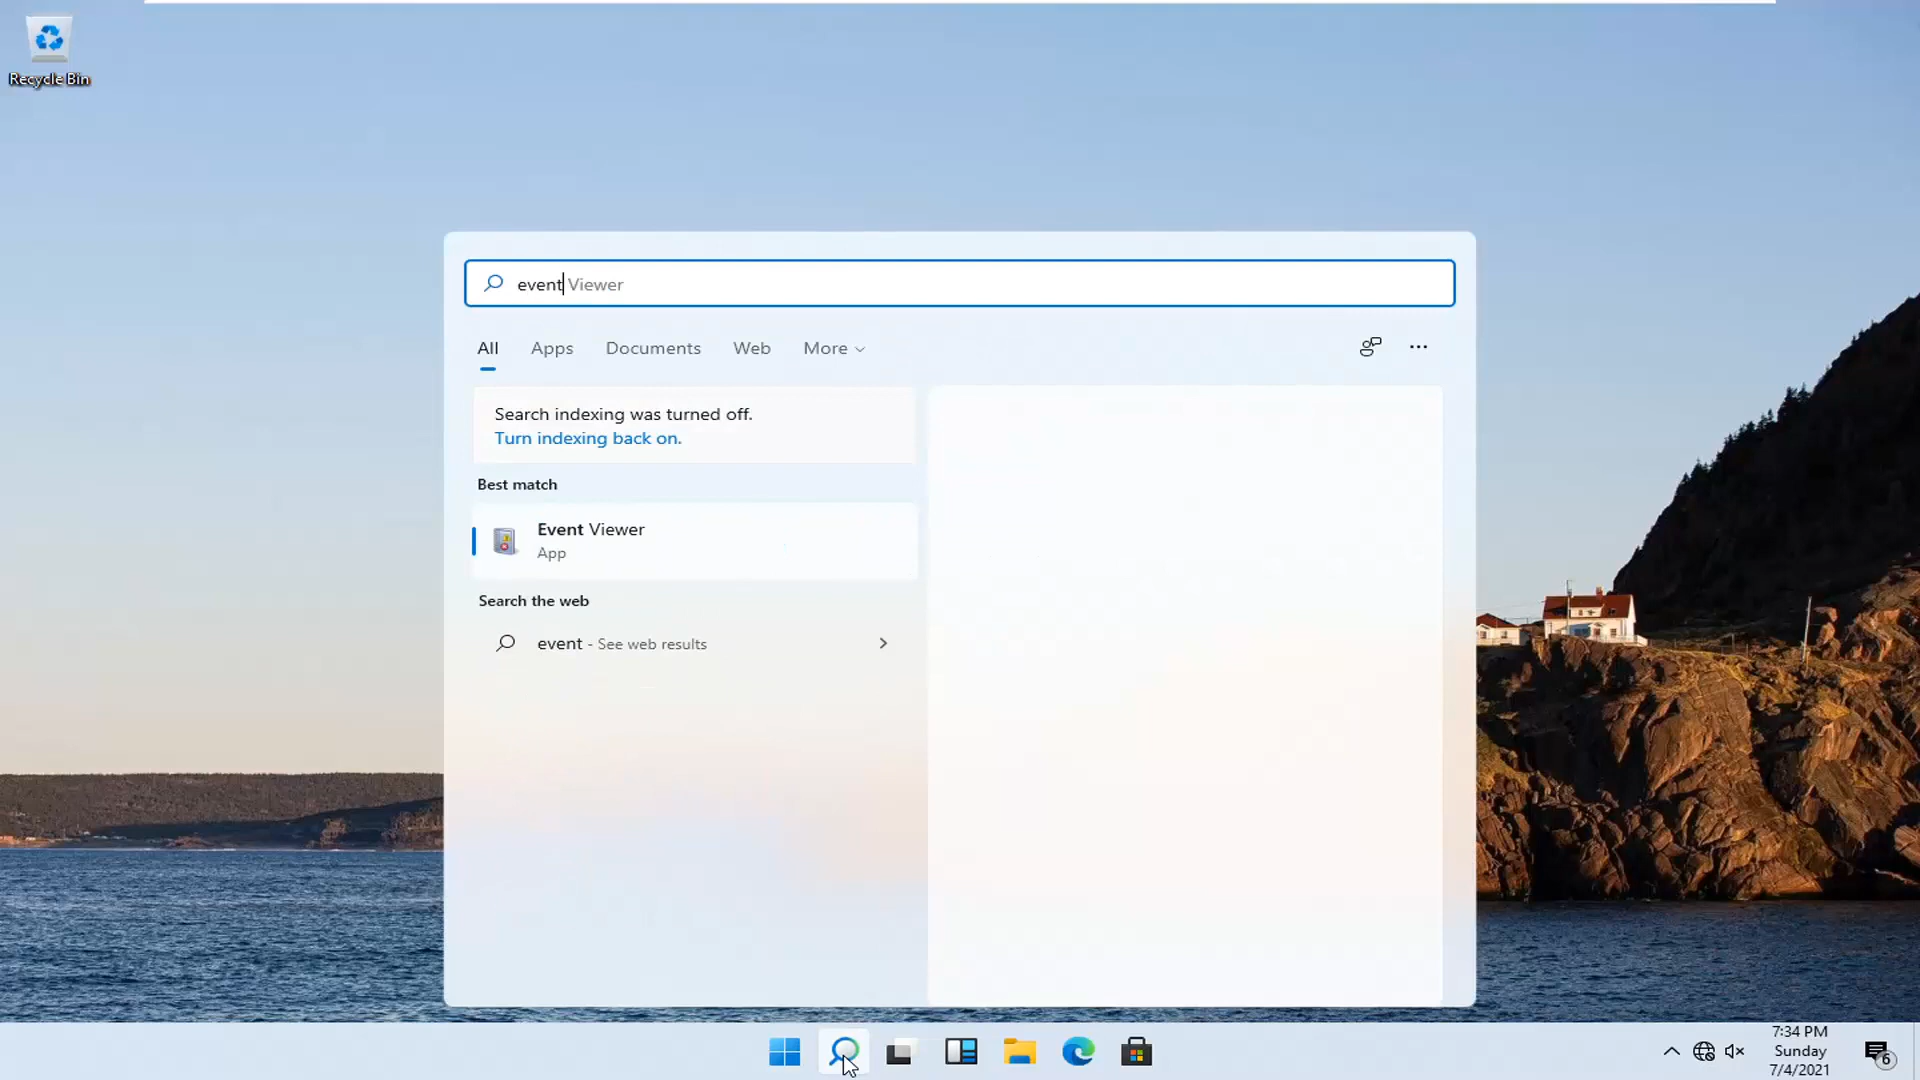 Recycle Bin
event Viewer
All Apps Documents Web More
Search indexing was turned off.
Turn indexing back on.
Best match
Event Viewer
App
Search the web
event - See web results
7:34 PM
Sunday
7/4/2021
6